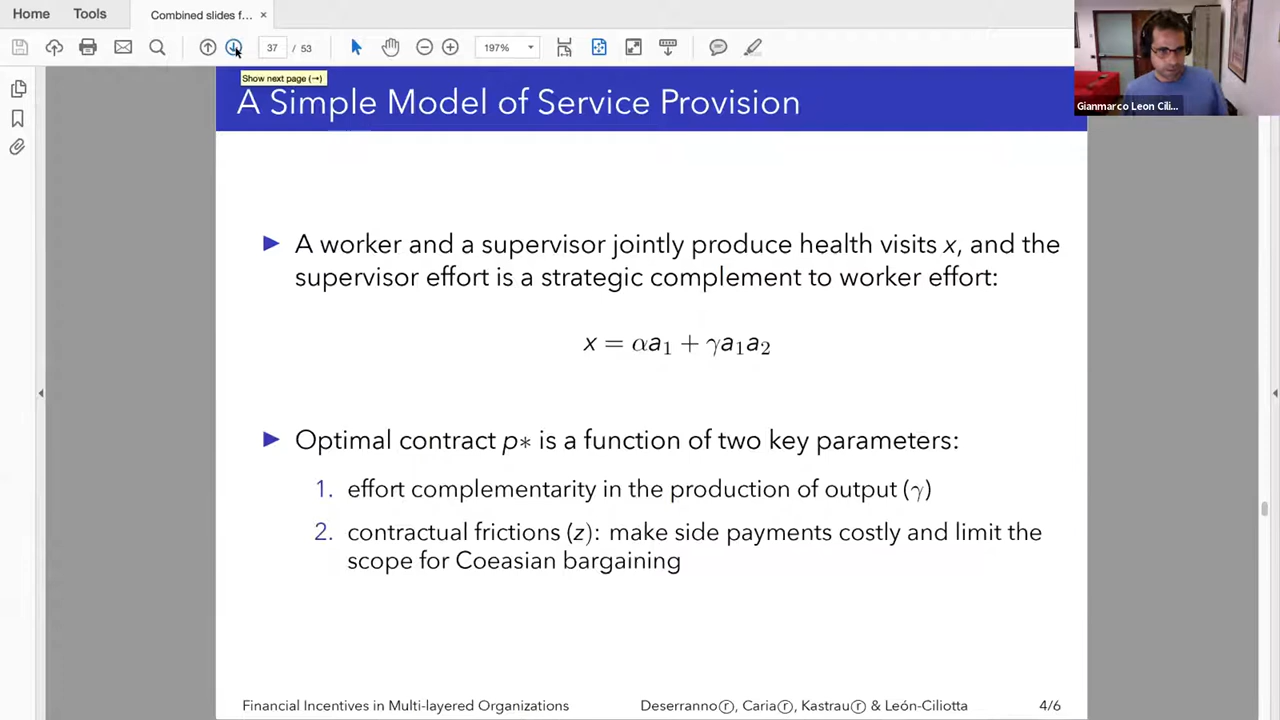 Home Tools Combined slides f... ×
37 / 53 197%
Show next page (→)
Gianmarco Leon Cili...
A Simple Model of Service Provision
▶ A worker and a supervisor jointly produce health visits x, and the
supervisor effort is a strategic complement to worker effort:
x = αa₁ + γa₁a₂
▶ Optimal contract p∗ is a function of two key parameters:
1. effort complementarity in the production of output (γ)
2. contractual frictions (z): make side payments costly and limit the
scope for Coeasian bargaining
Financial Incentives in Multi-layered Organizations Deserrannoⓡ, Cariaⓡ, Kastrauⓡ & León-Ciliotta 4/6